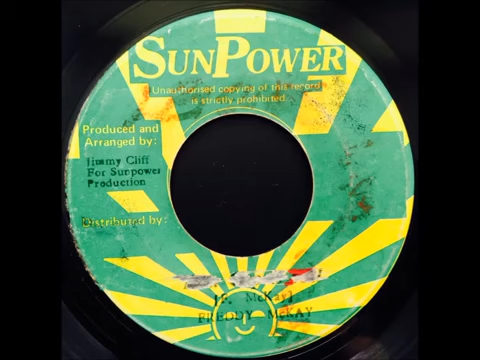 SUNPOWER
Unauthorised copying of this record
is strictly prohibited.
Produced and
Arranged by:
Jimmy Cliff
For Sunpower
Production
Distributed by:
[F. McKay]
FREDDY McKAY